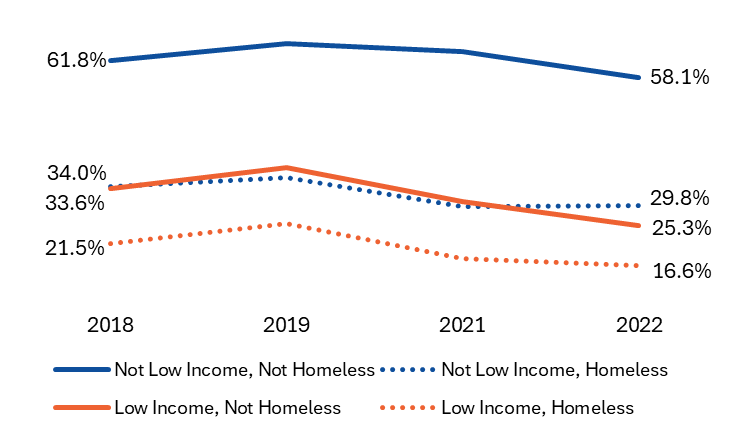 61.8%
58.1%
34.0%
33.6%
29.8%
25.3%
21.5%
16.6%
2018 2019 2021 2022
Not Low Income, Not Homeless Not Low Income, Homeless
Low Income, Not Homeless Low Income, Homeless